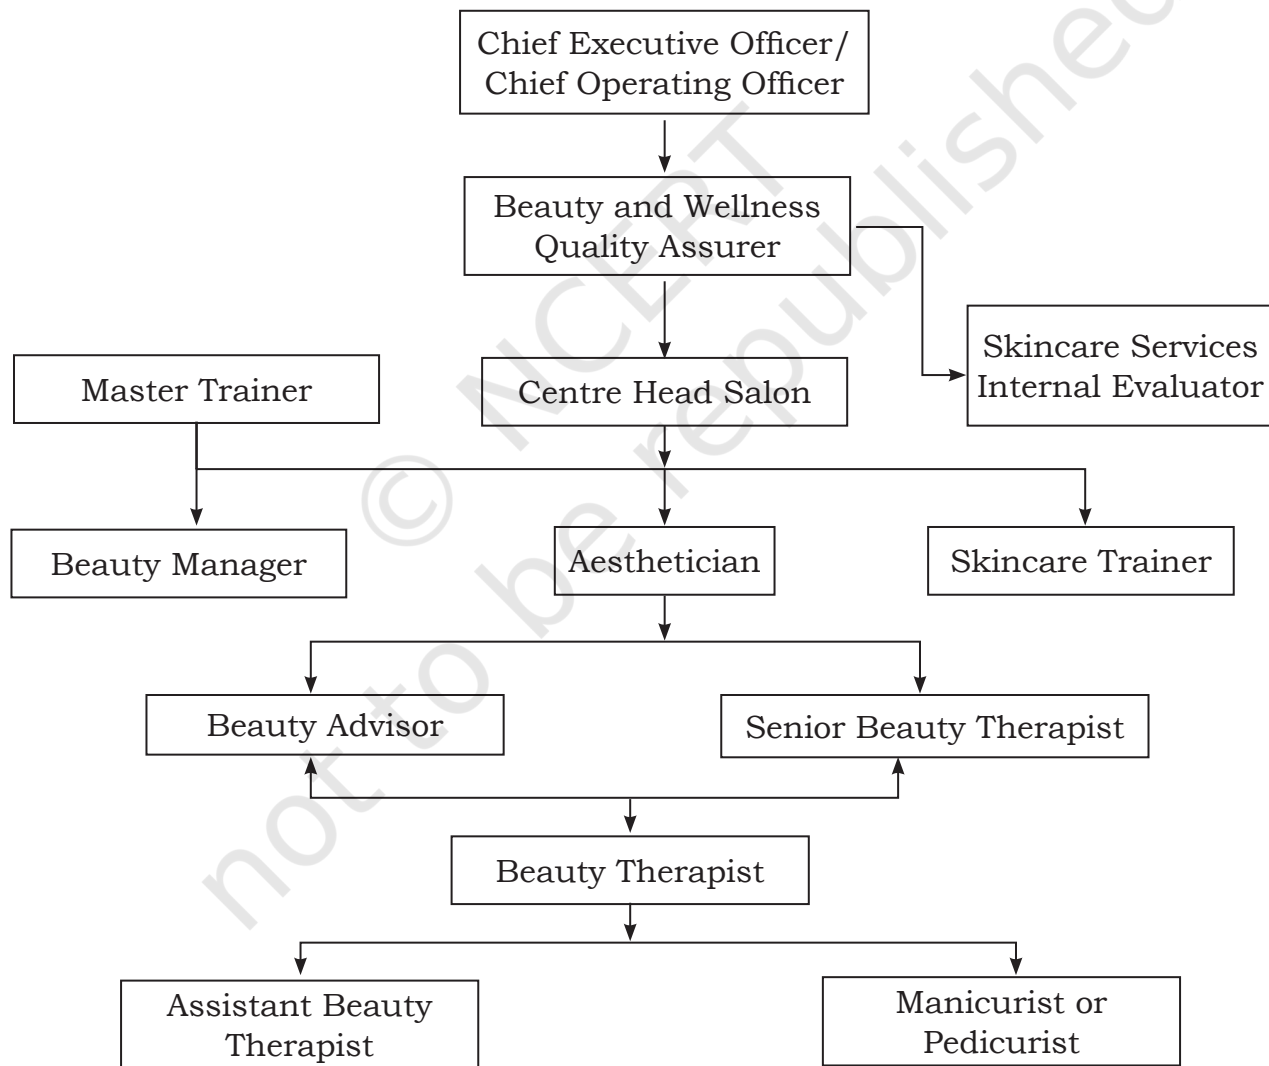 Chief Executive Officer/
Chief Operating Officer
Beauty and Wellness
Quality Assurer
Skincare Services
Internal Evaluator
Master Trainer
Centre Head Salon
Beauty Manager
Aesthetician
Skincare Trainer
Beauty Advisor
Senior Beauty Therapist
Beauty Therapist
Assistant Beauty
Therapist
Manicurist or
Pedicurist
© NCERT
not to be republished